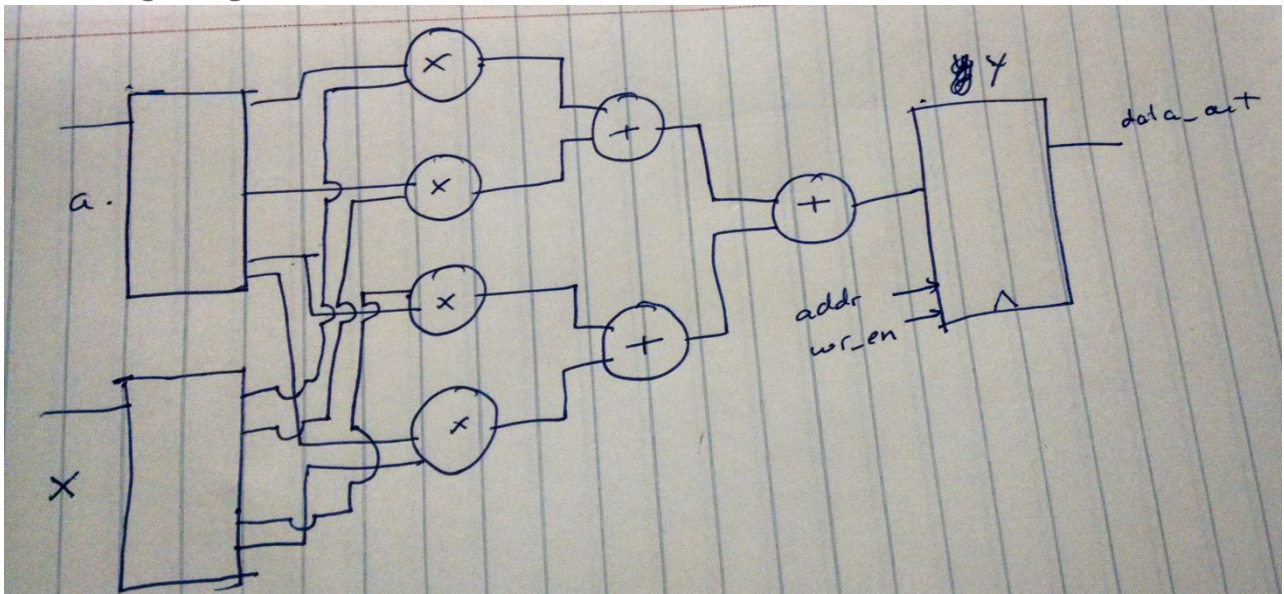 ×
Y
data_out
×
+
a.
+
×
addr
wr_en
+
×
X